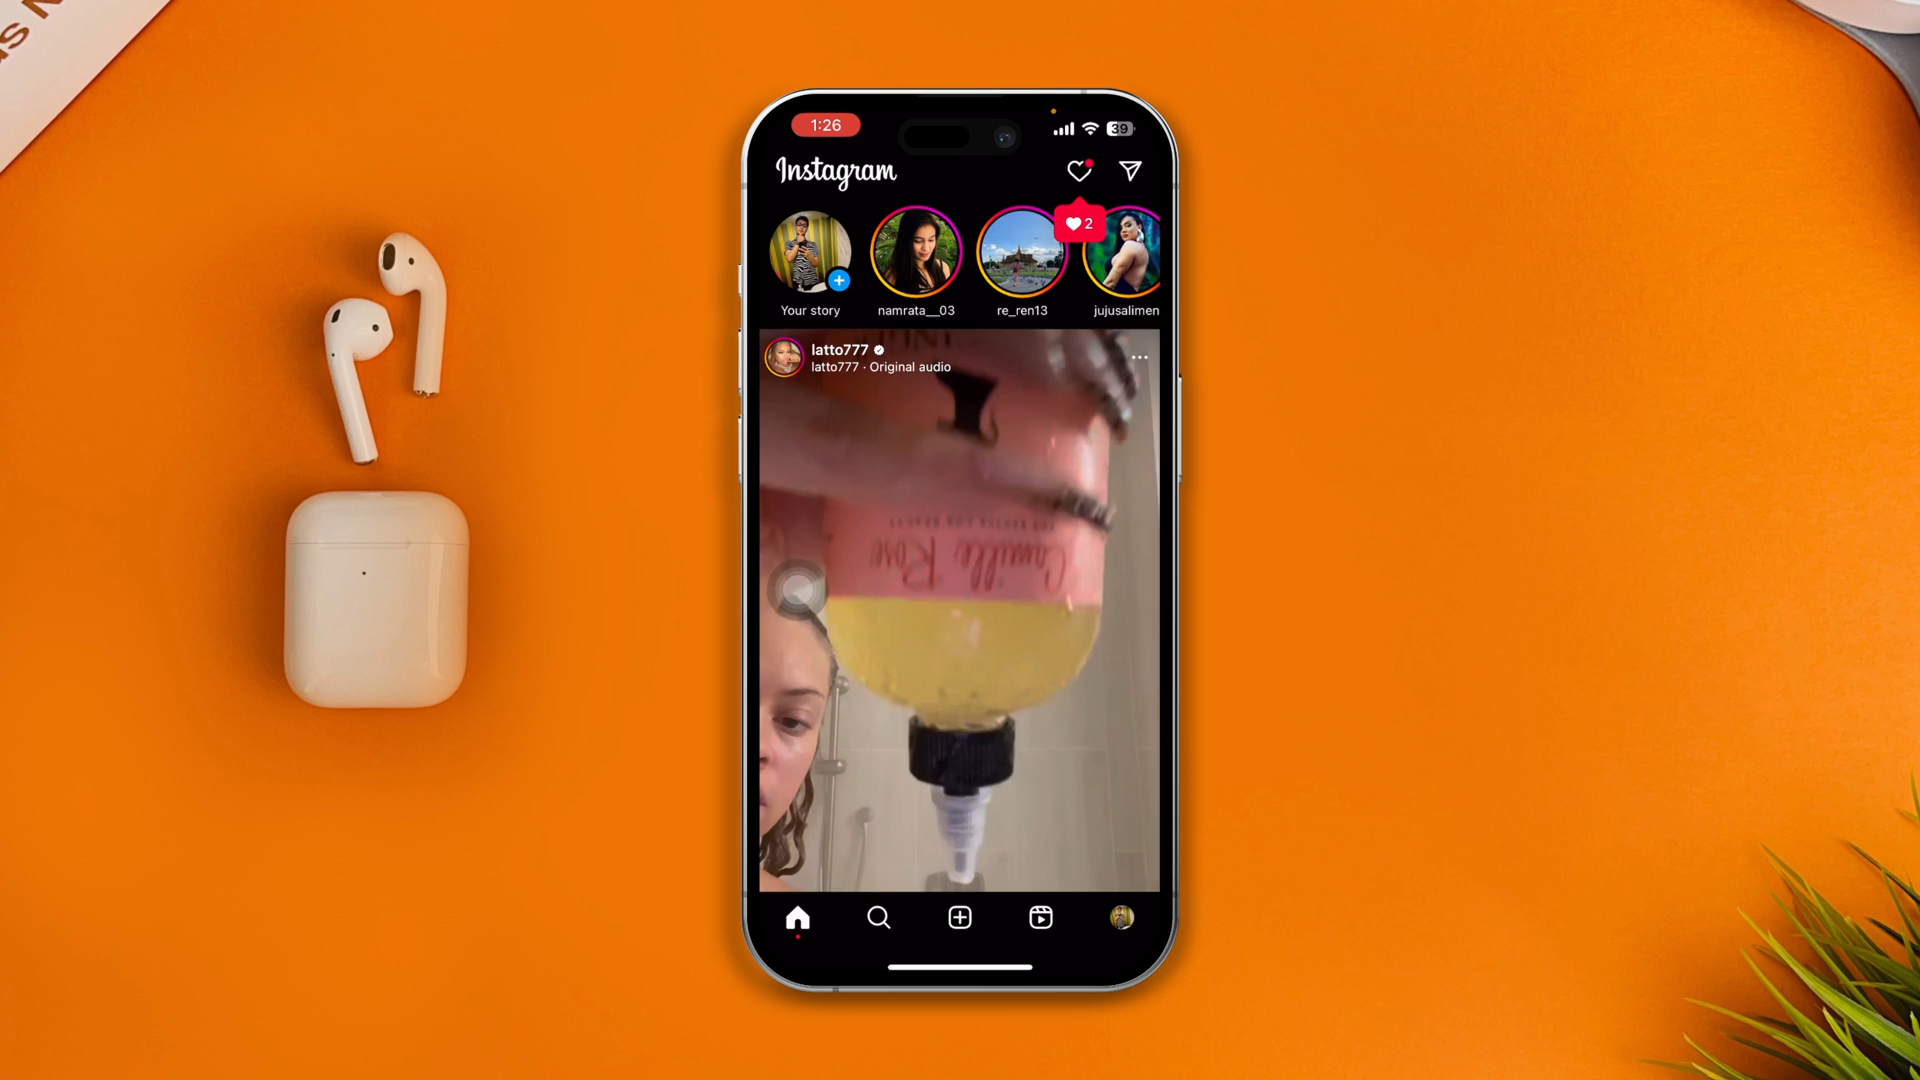 1:26
39
Instagram
2
Your story
namrata__03
re_ren13
jujusalimen
latto777
latto777 · Original audio
Camille Rose